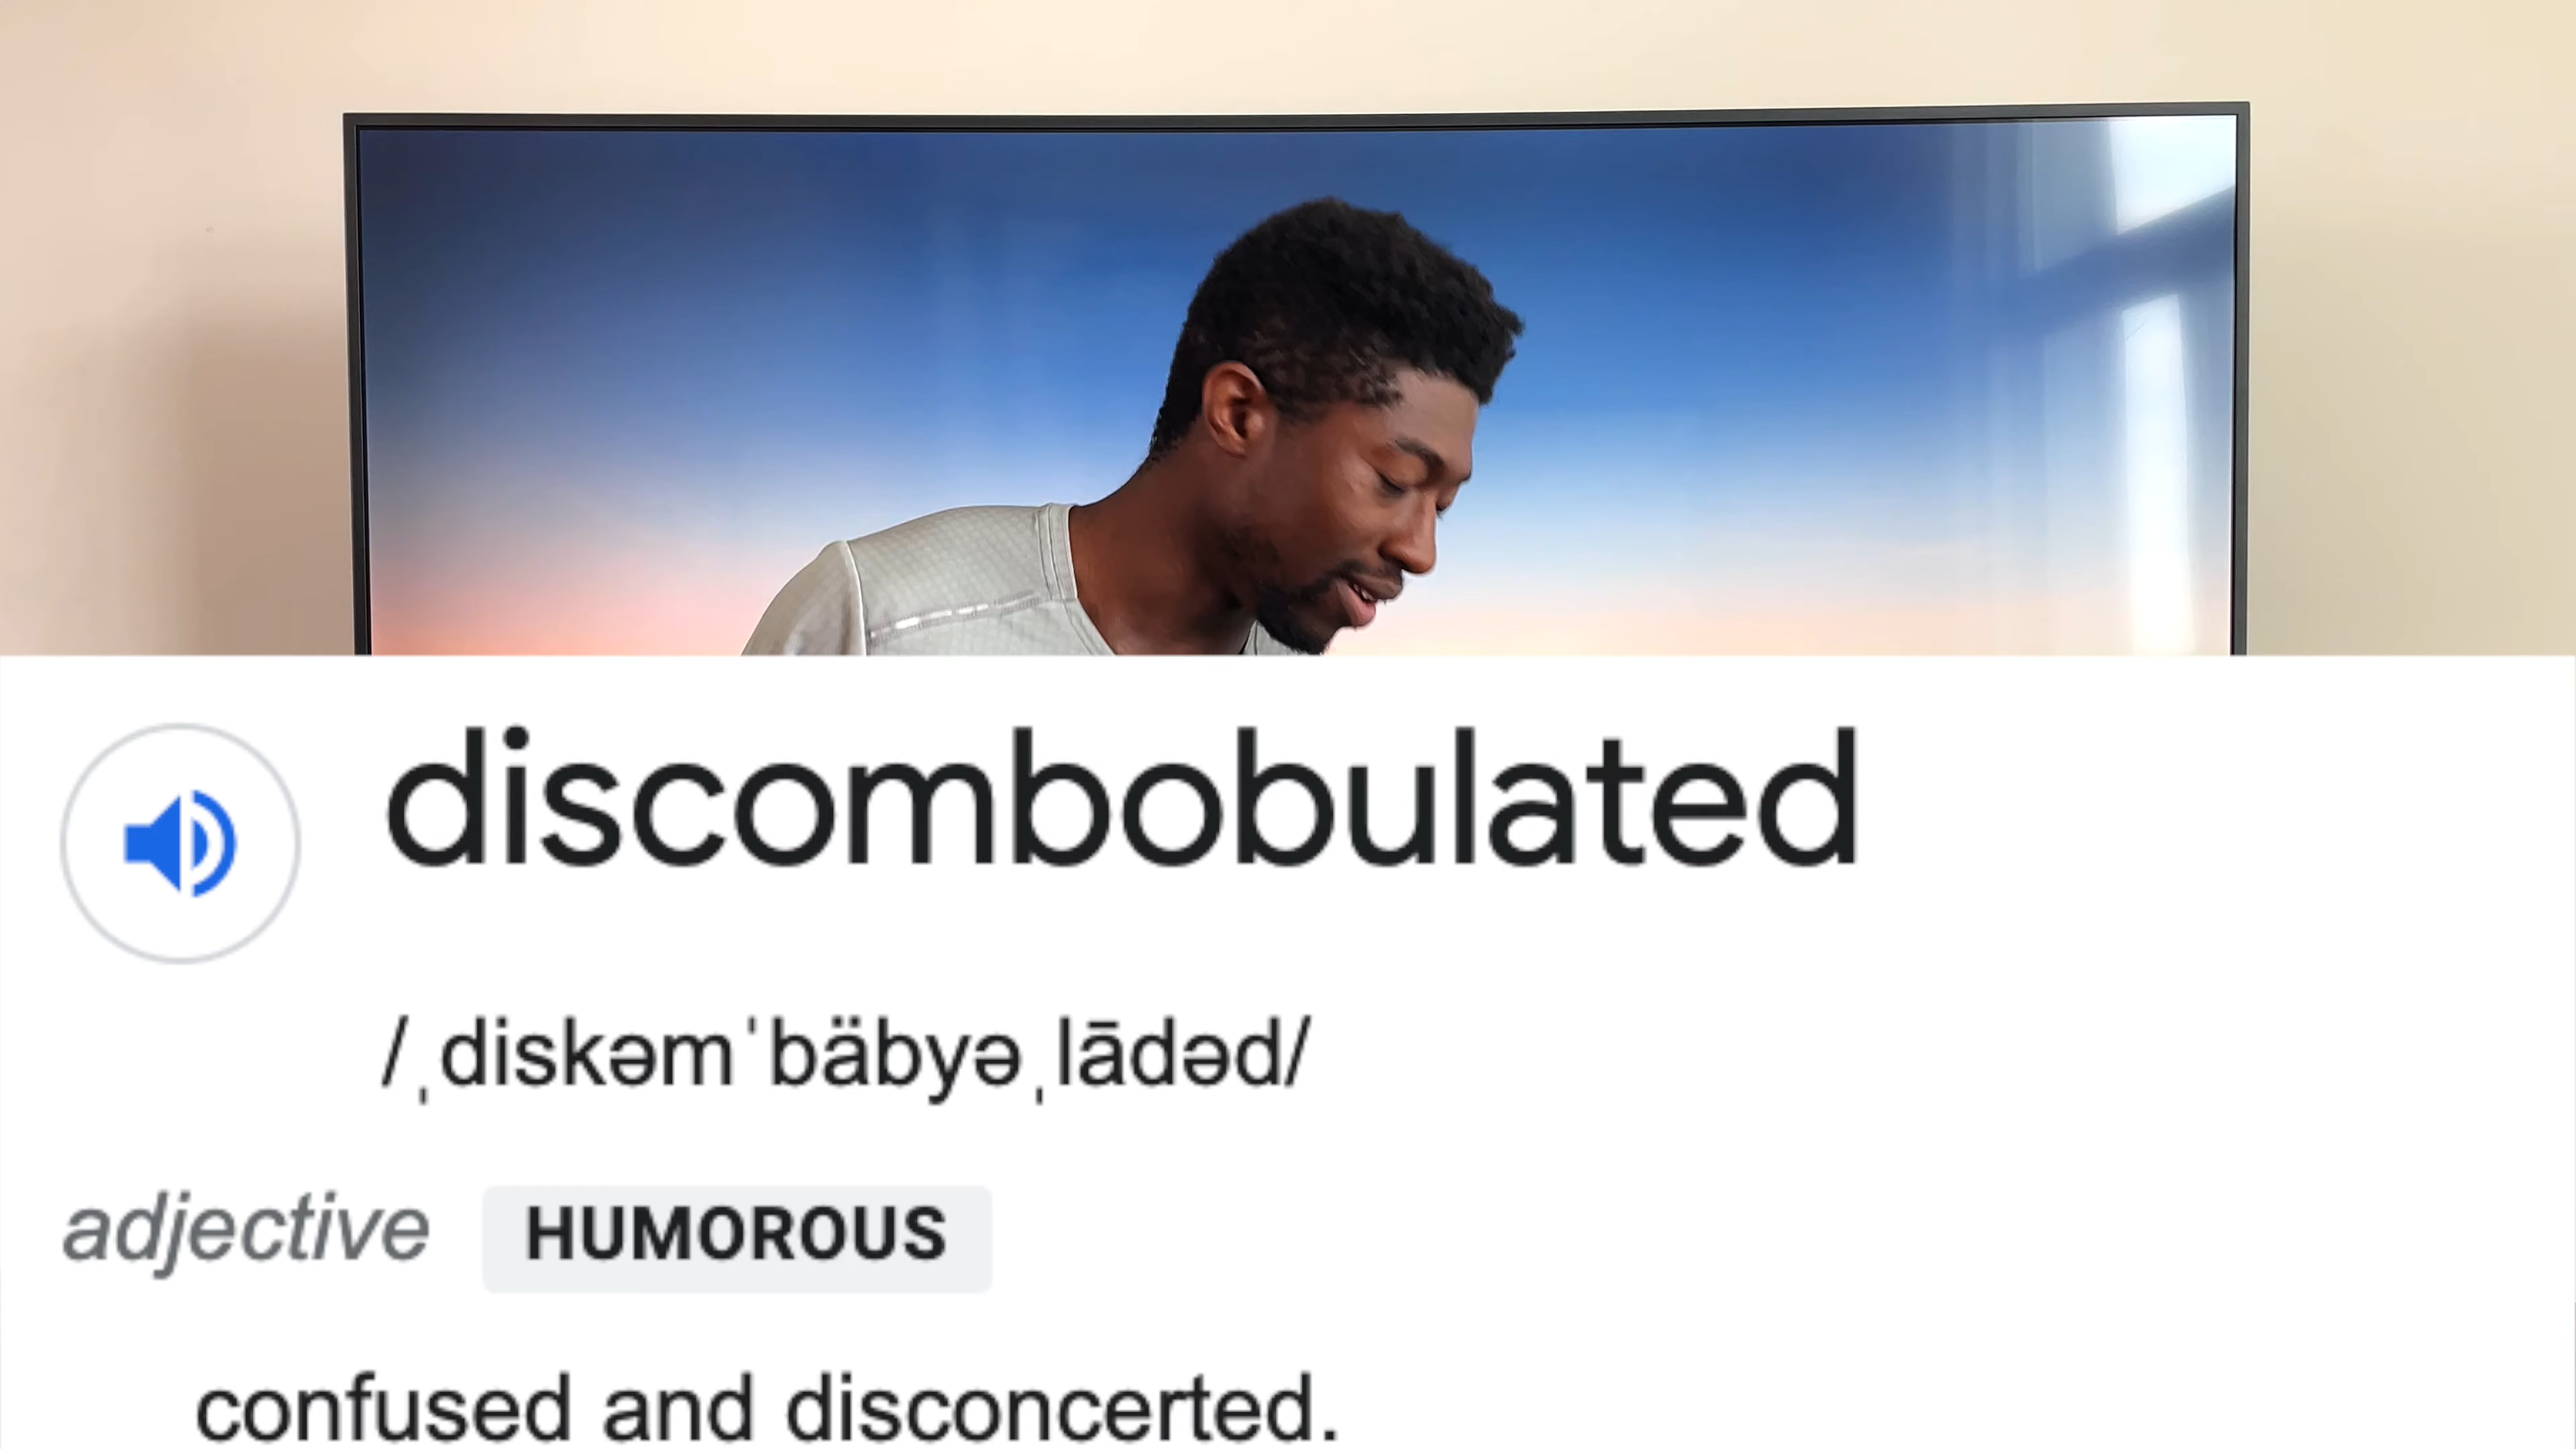 discombobulated
/ˌdiskəmˈbäbyəˌlādəd/
adjective HUMOROUS
confused and disconcerted.